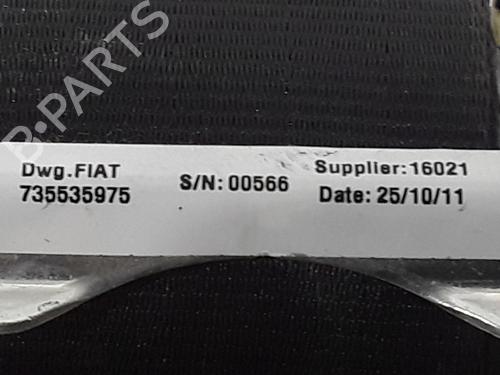 B-PARTS
Dwg.FIAT
735535975
S/N: 00566
Supplier:16021
Date: 25/10/11